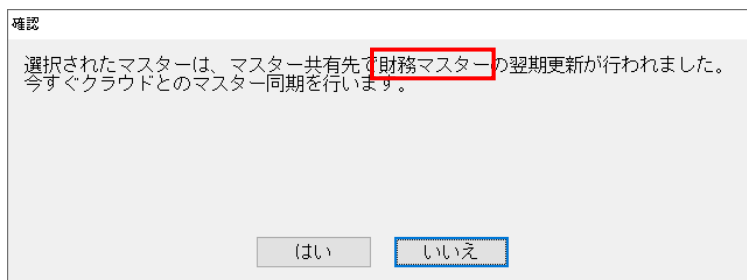 確認
選択されたマスターは、マスター共有先で財務マスターの翌期更新が行われました。
今すぐクラウドとのマスター同期を行います。
はい
いいえ